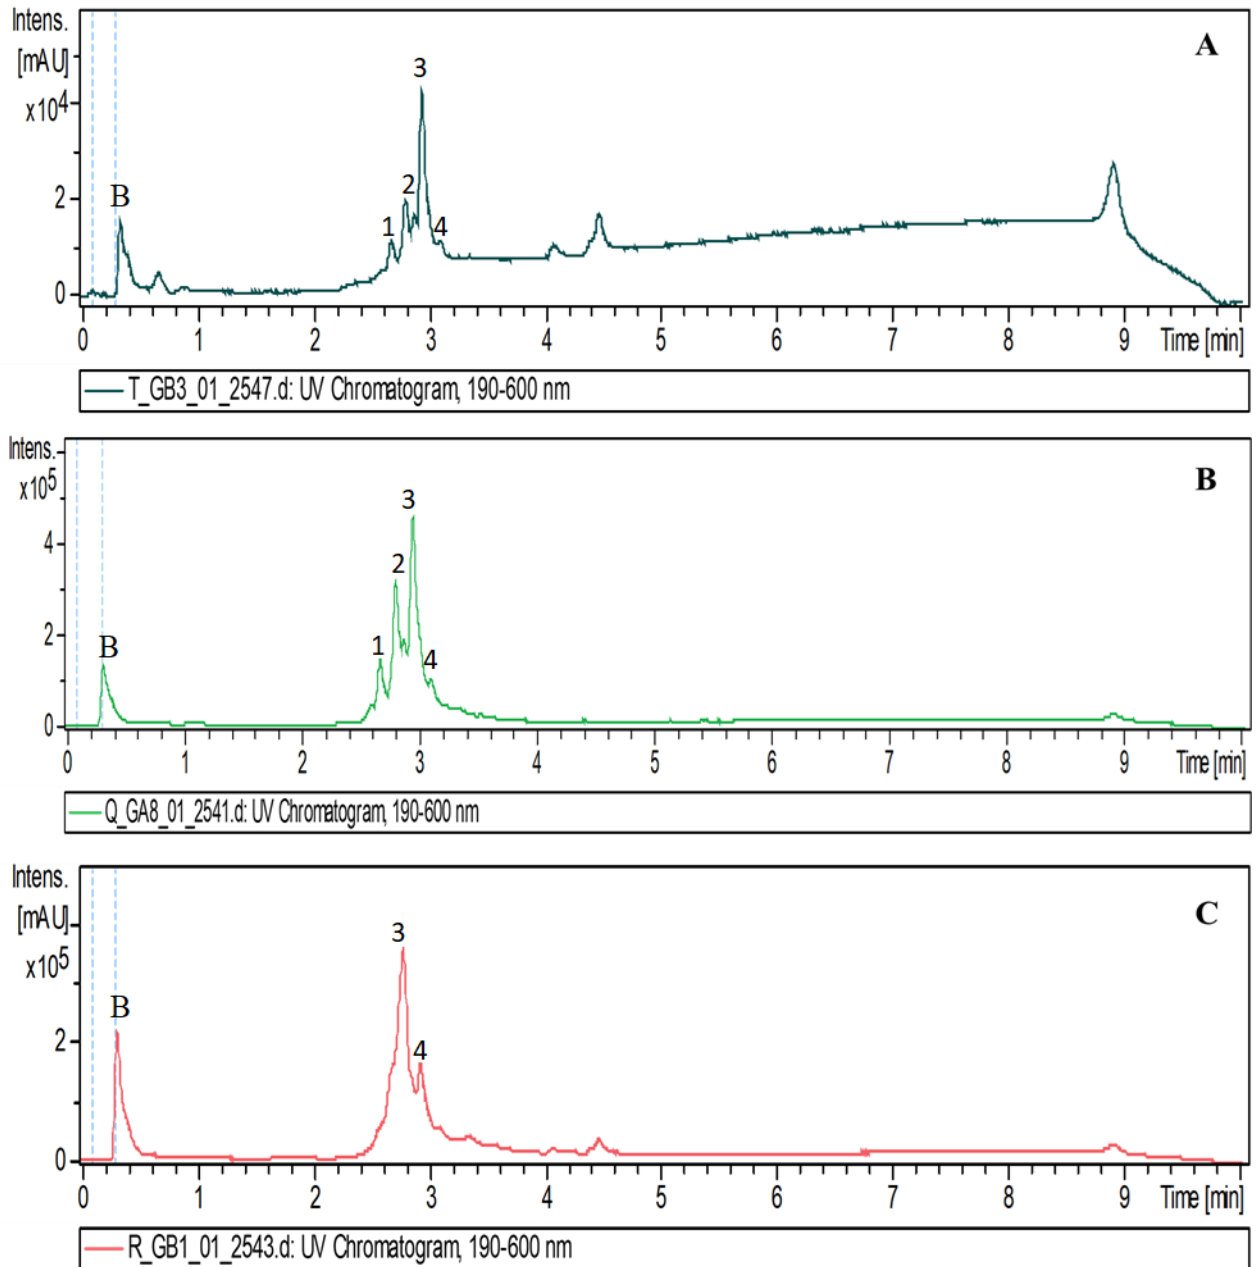 Intens.
[mAU]
x10^4
A
3
2
B
2
1
4
0
0 1 2 3 4 5 6 7 8 9 Time [min]
T_GB3_01_2547.d: UV Chromatogram, 190-600 nm
Intens.
x10^5
B
3
4
2
2
1
B
4
0
0 1 2 3 4 5 6 7 8 9 Time [min]
Q_GA8_01_2541.d: UV Chromatogram, 190-600 nm
Intens.
[mAU]
x10^5
C
3
B
2
4
0
0 1 2 3 4 5 6 7 8 9 Time [min]
R_GB1_01_2543.d: UV Chromatogram, 190-600 nm